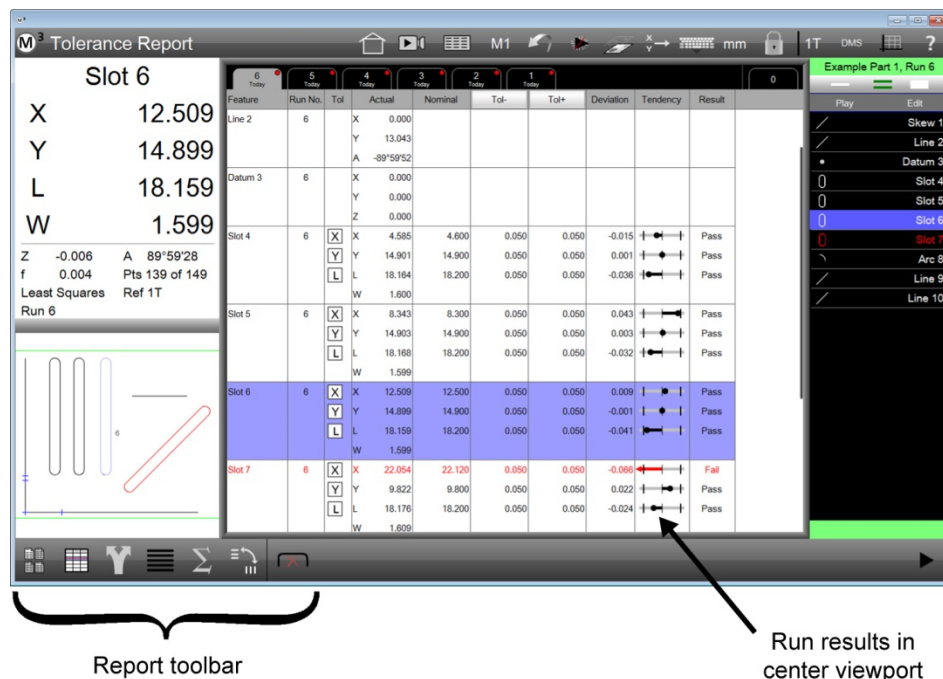 M³
M³ Tolerance Report
M1
X
Y
mm
1T
DMS
?
Slot 6
X 12.509
Y 14.899
L 18.159
W 1.599
Z -0.006 A 89°59'28
f 0.004 Pts 139 of 149
Least Squares Ref 1T
Run 6
6
6 Today
5 Today
4 Today
3 Today
2 Today
1 Today
0
Feature Run No. Tol Actual Nominal Tol- Tol+ Deviation Tendency Result
Line 2 6 X 0.000
Y 13.043
A -89°59'52
Datum 3 6 X 0.000
Y 0.000
Z 0.000
Slot 4 6 X X 4.585 4.600 0.050 0.050 -0.015 Pass
Y Y 14.901 14.900 0.050 0.050 0.001 Pass
L L 18.164 18.200 0.050 0.050 -0.036 Pass
W 1.600
Slot 5 6 X X 8.343 8.300 0.050 0.050 0.043 Pass
Y Y 14.903 14.900 0.050 0.050 0.003 Pass
L L 18.168 18.200 0.050 0.050 -0.032 Pass
W 1.599
Slot 6 6 X X 12.509 12.500 0.050 0.050 0.009 Pass
Y Y 14.899 14.900 0.050 0.050 -0.001 Pass
L L 18.159 18.200 0.050 0.050 -0.041 Pass
W 1.599
Slot 7 6 X X 22.054 22.120 0.050 0.050 -0.066 Fail
Y Y 9.822 9.800 0.050 0.050 0.022 Pass
L L 18.176 18.200 0.050 0.050 -0.024 Pass
W 1.609
Example Part 1, Run 6
Play Edit
Skew 1
Line 2
Datum 3
Slot 4
Slot 5
Slot 6
Slot 7
Arc 8
Line 9
Line 10
Σ
Report toolbar
Run results in
center viewport